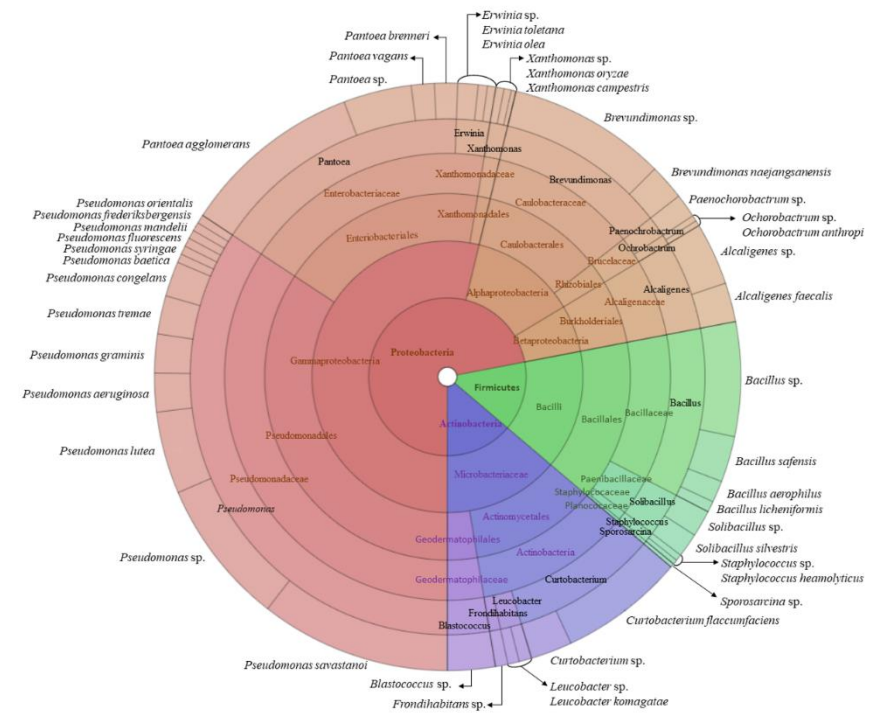 Erwinia sp.
Erwinia toletana
Erwinia olea
Pantoea brenneri
Pantoea vagans
Pantoea sp.
Xanthomonas sp.
Xanthomonas oryzae
Xanthomonas campestris
Brevundimonas sp.
Pantoea agglomerans
Brevundimonas naejangsanensis
Paenochorobactrum sp.
Ochorobactrum sp.
Ochorobactrum anthropi
Alcaligenes sp.
Alcaligenes faecalis
Pseudomonas orientalis
Pseudomonas frederiksbergensis
Pseudomonas mandelii
Pseudomonas fluorescens
Pseudomonas syringae
Pseudomonas baetica
Pseudomonas congelans
Pseudomonas tremae
Pseudomonas graminis
Pseudomonas aeruginosa
Pseudomonas lutea
Pseudomonas sp.
Pseudomonas savastanoi
Erwinia
Xanthomonas
Pantoea
Xanthomonadaceae
Brevundimonas
Enterobacteriaceae
Caulobacteraceae
Xanthomonadales
Enteriobacteriales
Caulobacterales
Paenochrobactrum
Ochrobactrum
Brucelaceae
Rhizobiales
Alcaligenes
Alphaproteobacteria
Alcaligenaceae
Burkholderiales
Betaproteobacteria
Proteobacteria
Gammaproteobacteria
Firmicutes
Bacilli
Bacillales
Bacillaceae
Bacillus
Bacillus sp.
Actinobacteria
Pseudomonadales
Pseudomonadaceae
Pseudomonas
Microbacteriaceae
Paenibacillaceae
Staphylococaceae
Planococaceae
Solibacillus
Staphylococcus
Sporosarcina
Bacillus safensis
Bacillus aerophilus
Bacillus licheniformis
Solibacillus sp.
Solibacillus silvestris
Staphylococcus sp.
Staphylococcus heamolyticus
Sporosarcina sp.
Actinomycetales
Geodermatophilales
Actinobacteria
Geodermatophilaceae
Curtobacterium
Leucobacter
Frondihabitans
Blastococcus
Curtobacterium flaccumfaciens
Curtobacterium sp.
Blastococcus sp.
Leucobacter sp.
Leucobacter komagatae
Frondihabitans sp.